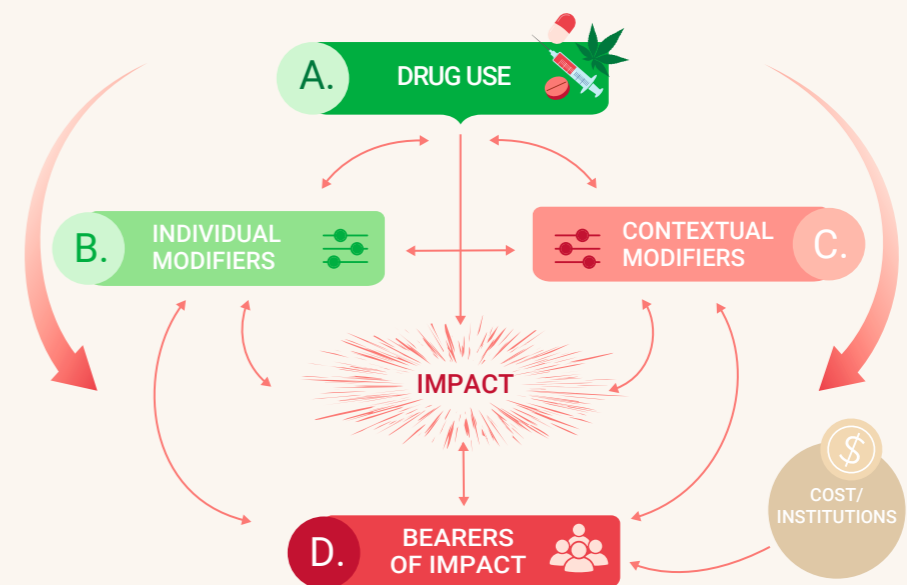 A.
DRUG USE
B.
INDIVIDUAL
MODIFIERS
CONTEXTUAL
MODIFIERS
C.
IMPACT
$
COST/
INSTITUTIONS
D.
BEARERS
OF IMPACT